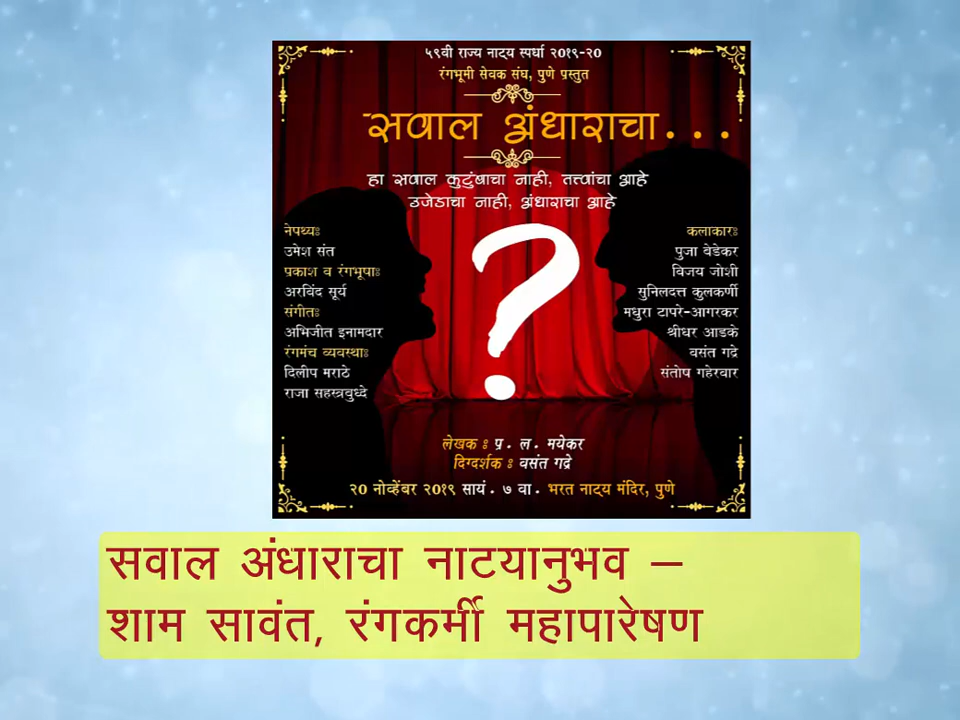 ५९वी राज्य नाट्य स्पर्धा २०१९-२०
रंगभूमी सेवक संघ, पुणे प्रस्तुत
सवाल अंधाराचा...
हा सवाल कुटुंबाचा नाही, तत्त्वांचा आहे
उजेडाचा नाही, अंधाराचा आहे
नेपथ्यः
उमेश संत
प्रकाश व रंगभूषाः
अरविंद सूर्य
संगीतः
अभिजीत इनामदार
रंगमंच व्यवस्थाः
दिलीप मराठे
राजा सहस्त्रबुध्दे
कलाकारः
पुजा वेडेकर
विजय जोशी
सुनिलदत्त कुलकर्णी
मधुरा टापरे-आगरकर
श्रीधर आडके
वसंत गद्रे
संतोष गहेरवार
लेखक : प्र. ल. मयेकर
दिग्दर्शक : वसंत गद्रे
२० नोव्हेंबर २०१९ सायं. ७ वा. भरत नाट्य मंदिर, पुणे
सवाल अंधाराचा नाटयानुभव –
शाम सावंत, रंगकर्मी महापारेषण